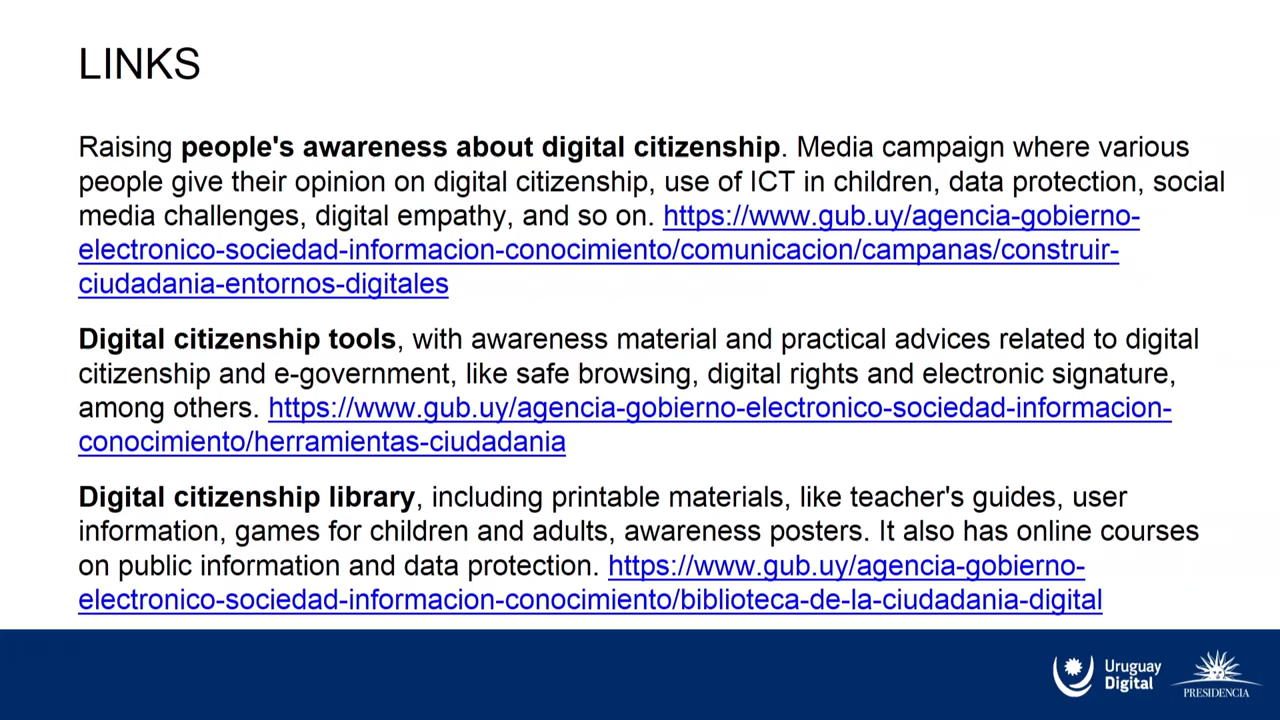 LINKS
Raising people's awareness about digital citizenship. Media campaign where various
people give their opinion on digital citizenship, use of ICT in children, data protection, social
media challenges, digital empathy, and so on. https://www.gub.uy/agencia-gobierno-
electronico-sociedad-informacion-conocimiento/comunicacion/campanas/construir-
ciudadania-entornos-digitales
Digital citizenship tools, with awareness material and practical advices related to digital
citizenship and e-government, like safe browsing, digital rights and electronic signature,
among others. https://www.gub.uy/agencia-gobierno-electronico-sociedad-informacion-
conocimiento/herramientas-ciudadania
Digital citizenship library, including printable materials, like teacher's guides, user
information, games for children and adults, awareness posters. It also has online courses
on public information and data protection. https://www.gub.uy/agencia-gobierno-
electronico-sociedad-informacion-conocimiento/biblioteca-de-la-ciudadania-digital
Uruguay
Digital
PRESIDENCIA